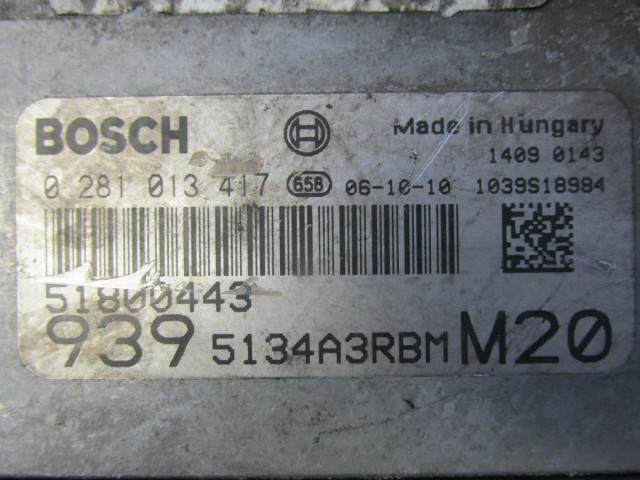 BOSCH Made in Hungary
1409 0143
0 281 013 417 658 06-10-10 1039S18984
51800443
939 5134A3RBM M20